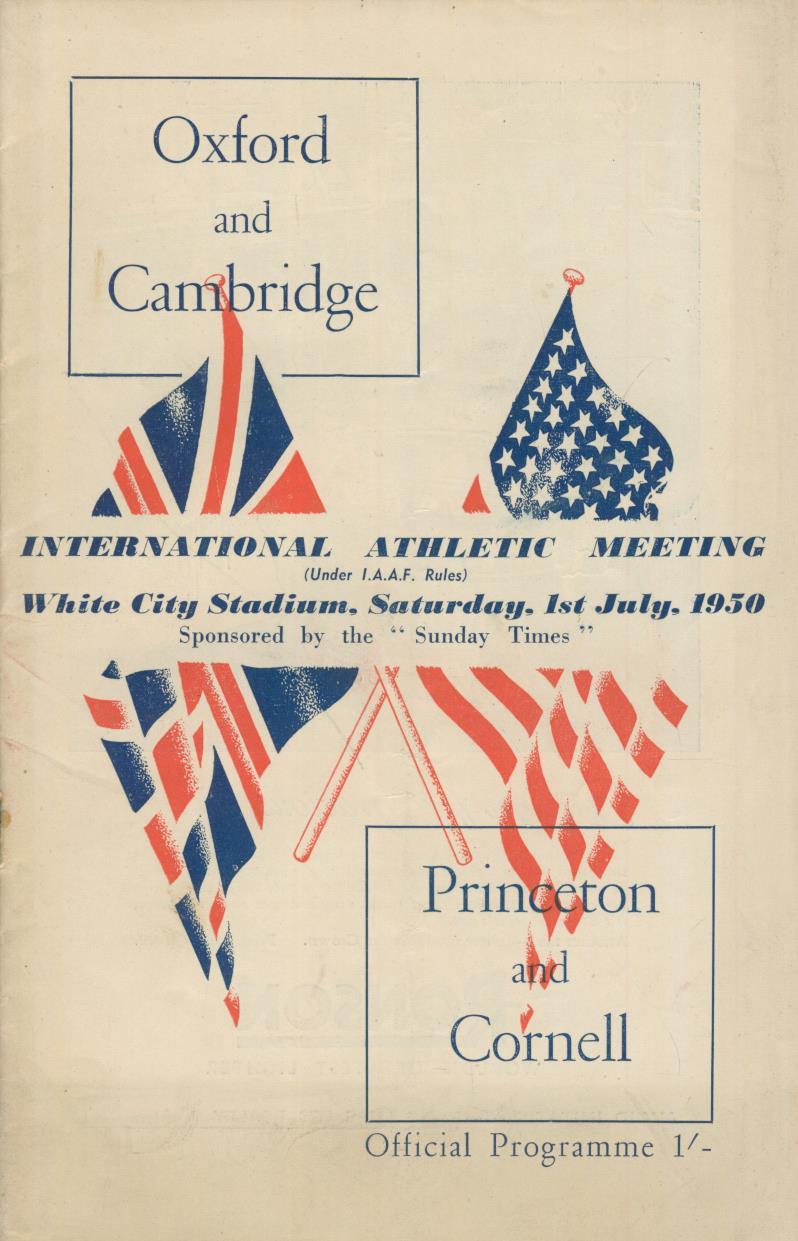 Oxford
and
Cambridge
INTERNATIONAL ATHLETIC MEETING
(Under I.A.A.F. Rules)
White City Stadium, Saturday, 1st July, 1950
Sponsored by the “ Sunday Times ”
Princeton
and
Cornell
Official Programme 1/-